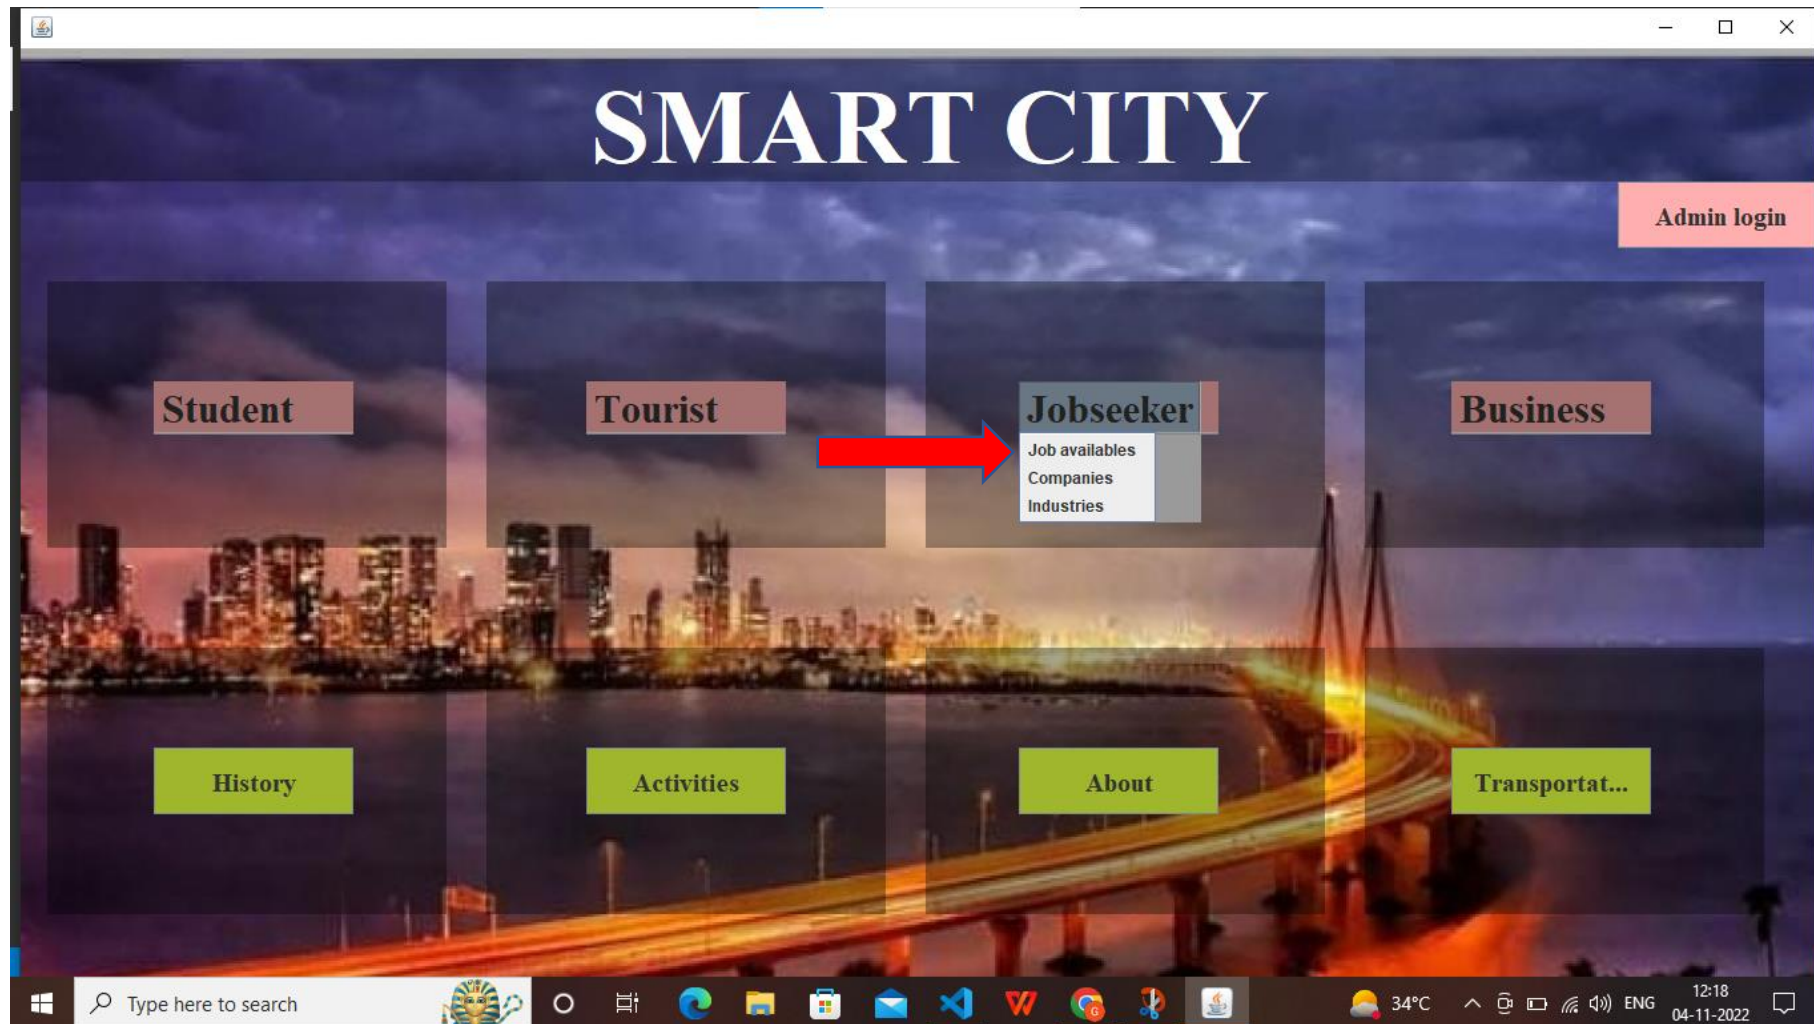 SMART CITY
Admin login
Student
Tourist
Jobseeker
Business
Job availables
Companies
Industries
History
Activities
About
Transportat...
Type here to search
34°C
ENG
12:18
04-11-2022